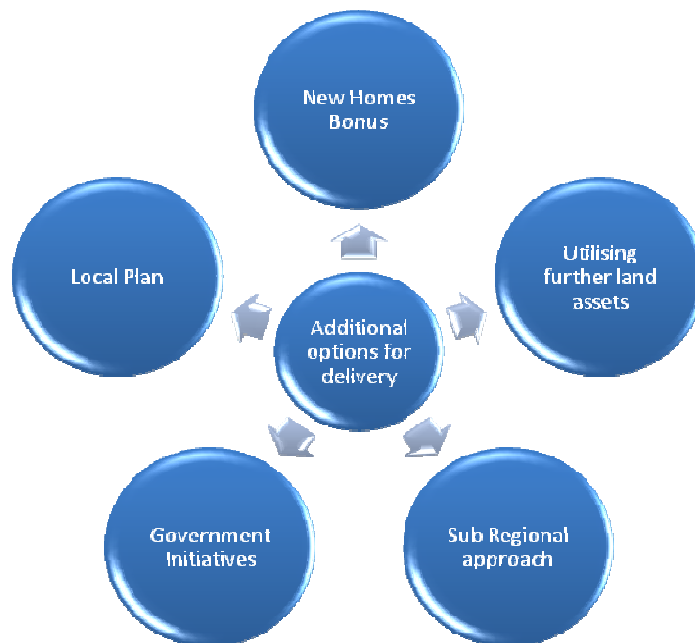 New Homes
Bonus
Local Plan
Utilising
further land
assets
Additional
options for
delivery
Government
Initiatives
Sub Regional
approach